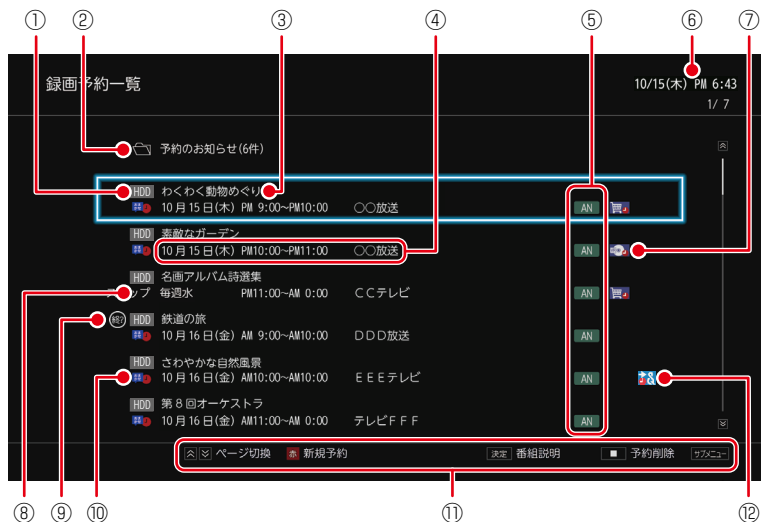 ① ② ③ ④ ⑤ ⑥ ⑦
録画予約一覧
10/15(木) PM 6:43
1/ 7
予約のお知らせ(6件)
HDD わくわく動物めぐり
10月15日(木) PM 9:00~PM10:00 ○○放送 AN
HDD 素敵なガーデン
10月15日(木) PM10:00~PM11:00 ○○放送 AN
HDD 名画アルバム詩選集
毎週水 PM11:00~AM 0:00 CCテレビ AN
終? HDD 鉄道の旅
10月16日(金) AM 9:00~AM10:00 DDD放送 AN
HDD さわやかな自然風景
10月16日(金) AM10:00~AM10:00 EEEテレビ AN
HDD 第8回オーケストラ
10月16日(金) AM11:00~AM 0:00 テレビFFF AN
ページ切換 赤 新規予約 決定 番組説明 ■ 予約削除 サブメニュー
⑧ ⑨ ⑩ ⑪ ⑫